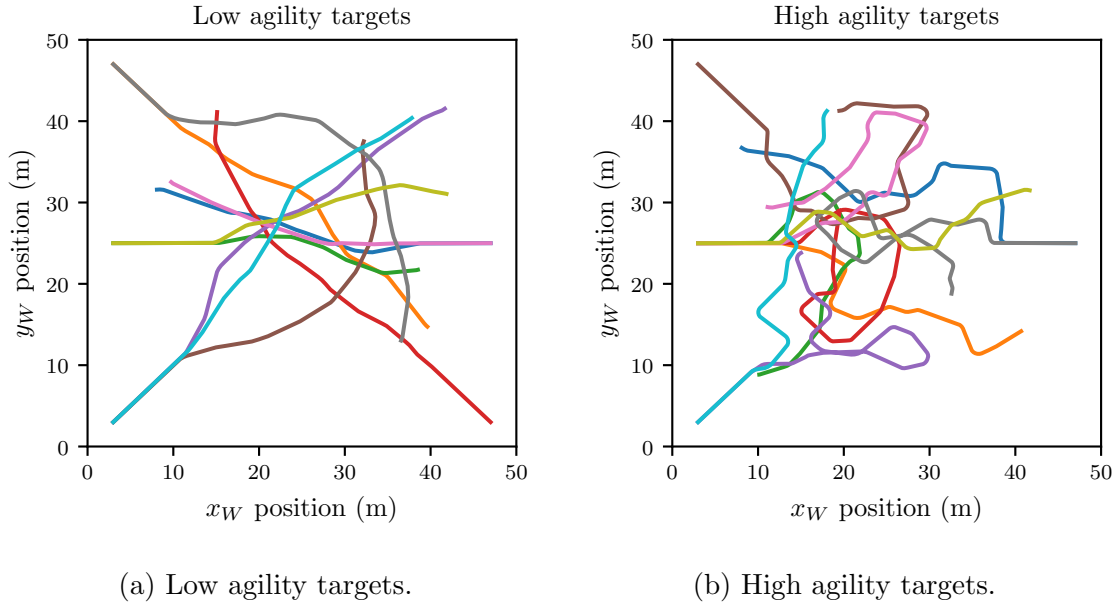 Low agility targets
50
40
30
20
10
0
y_W position (m)
0 10 20 30 40 50
x_W position (m)
(a) Low agility targets.
High agility targets
50
40
30
20
10
0
y_W position (m)
0 10 20 30 40 50
x_W position (m)
(b) High agility targets.